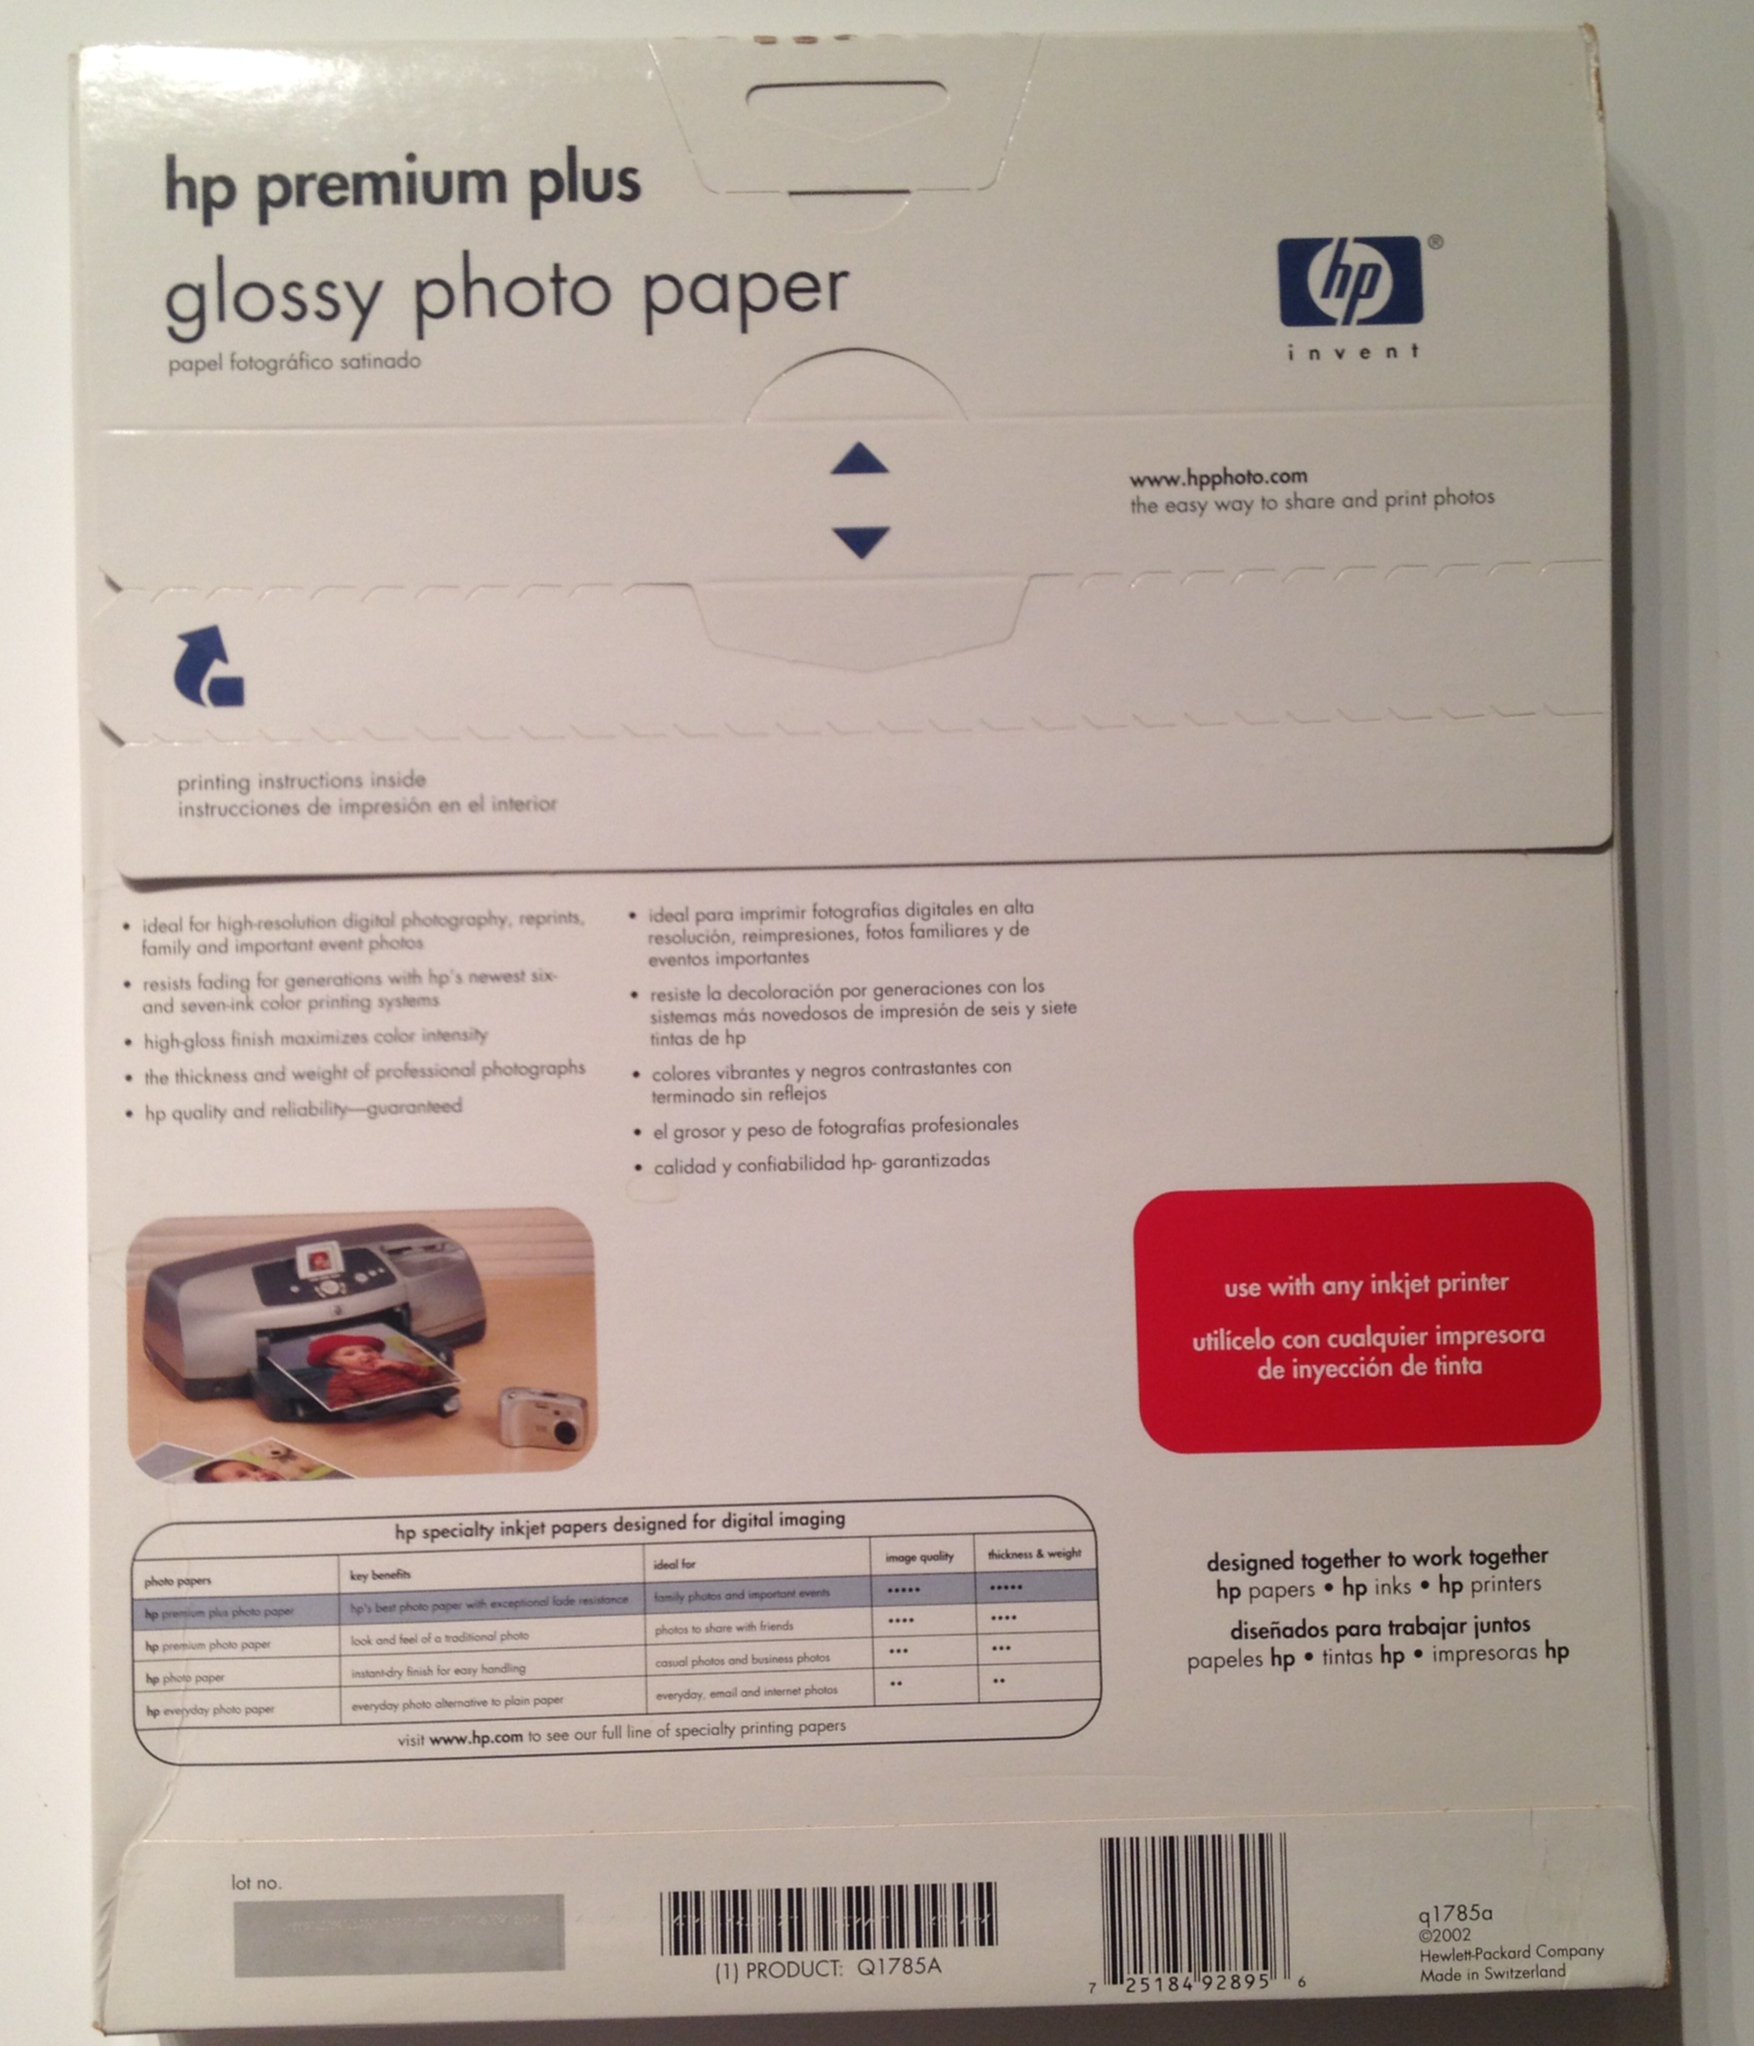 hp premium plus
glossy photo paper
papel fotográfico satinado
hp
®
invent
www.hpphoto.com
the easy way to share and print photos
printing instructions inside
instrucciones de impresión en el interior
• ideal for high-resolution digital photography, reprints,
family and important event photos
• resists fading for generations with hp's newest six-
and seven-ink color printing systems
• high-gloss finish maximizes color intensity
• the thickness and weight of professional photographs
• hp quality and reliability—guaranteed
• ideal para imprimir fotografías digitales en alta
resolución, reimpresiones, fotos familiares y de
eventos importantes
• resiste la decoloración por generaciones con los
sistemas más novedosos de impresión de seis y siete
tintas de hp
• colores vibrantes y negros contrastantes con
terminado sin reflejos
• el grosor y peso de fotografías profesionales
• calidad y confiabilidad hp- garantizadas
use with any inkjet printer
utilícelo con cualquier impresora
de inyección de tinta
hp specialty inkjet papers designed for digital imaging
photo papers key benefits ideal for image quality thickness & weight
hp premium plus photo paper hp's best photo paper with exceptional fade resistance family photos and important events ••••• •••••
hp premium photo paper look and feel of a traditional photo photos to share with friends •••• ••••
hp photo paper instant-dry finish for easy handling casual photos and business photos ••• •••
hp everyday photo paper everyday photo alternative to plain paper everyday, email and internet photos •• ••
visit www.hp.com to see our full line of specialty printing papers
designed together to work together
hp papers • hp inks • hp printers
diseñados para trabajar juntos
papeles hp • tintas hp • impresoras hp
lot no.
(1) PRODUCT: Q1785A
7 25184 92895 6
q1785a
©2002
Hewlett-Packard Company
Made in Switzerland